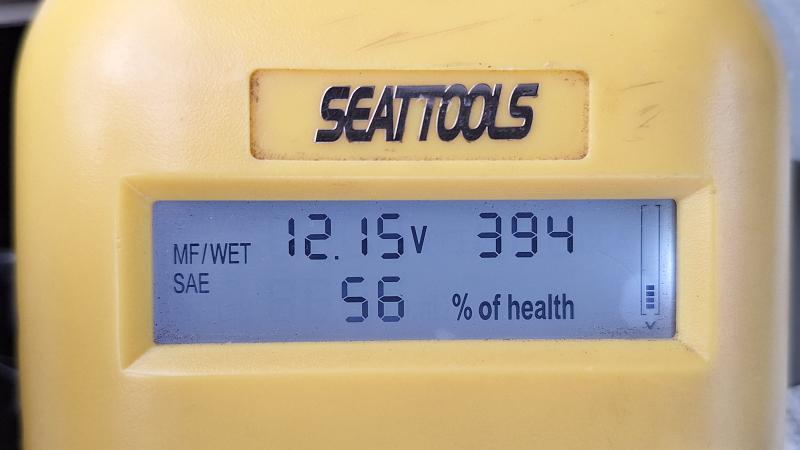 SEATTOOLS
MF/WET 12.15V 394
SAE 56 % of health